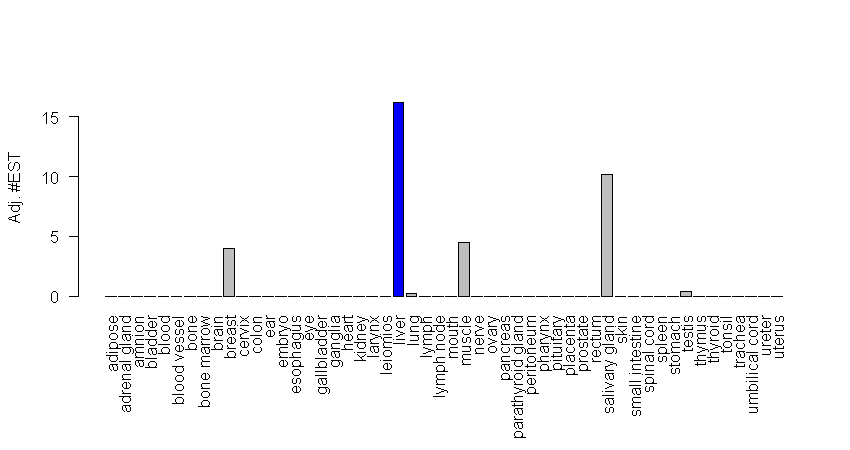 Adj. #EST
15
10
5
0
adipose
adrenal gland
amnion
bladder
blood
blood vessel
bone
bone marrow
brain
breast
cervix
colon
ear
embryo
esophagus
eye
gallbladder
ganglia
heart
kidney
larynx
leiomios
liver
lung
lymph
lymph node
mouth
muscle
nerve
ovary
pancreas
parathyroid gland
peritoneum
pharynx
pituitary
placenta
prostate
rectum
salivary gland
skin
small intestine
spinal cord
spleen
stomach
testis
thymus
thyroid
tonsil
trachea
umbilical cord
ureter
uterus